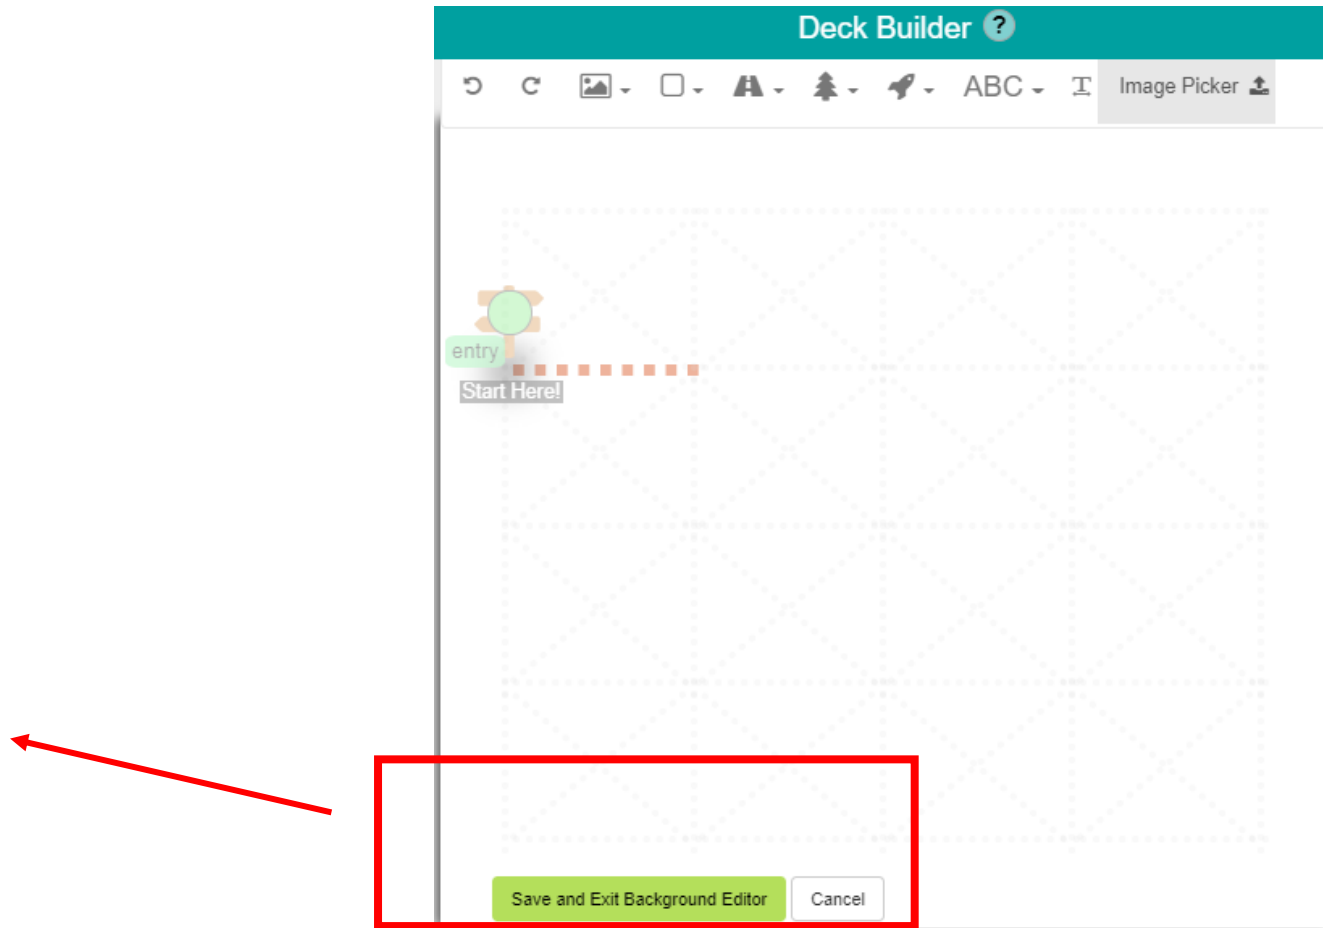 Deck Builder ?
ABC T Image Picker
entry
Start Here!
Save and Exit Background Editor Cancel